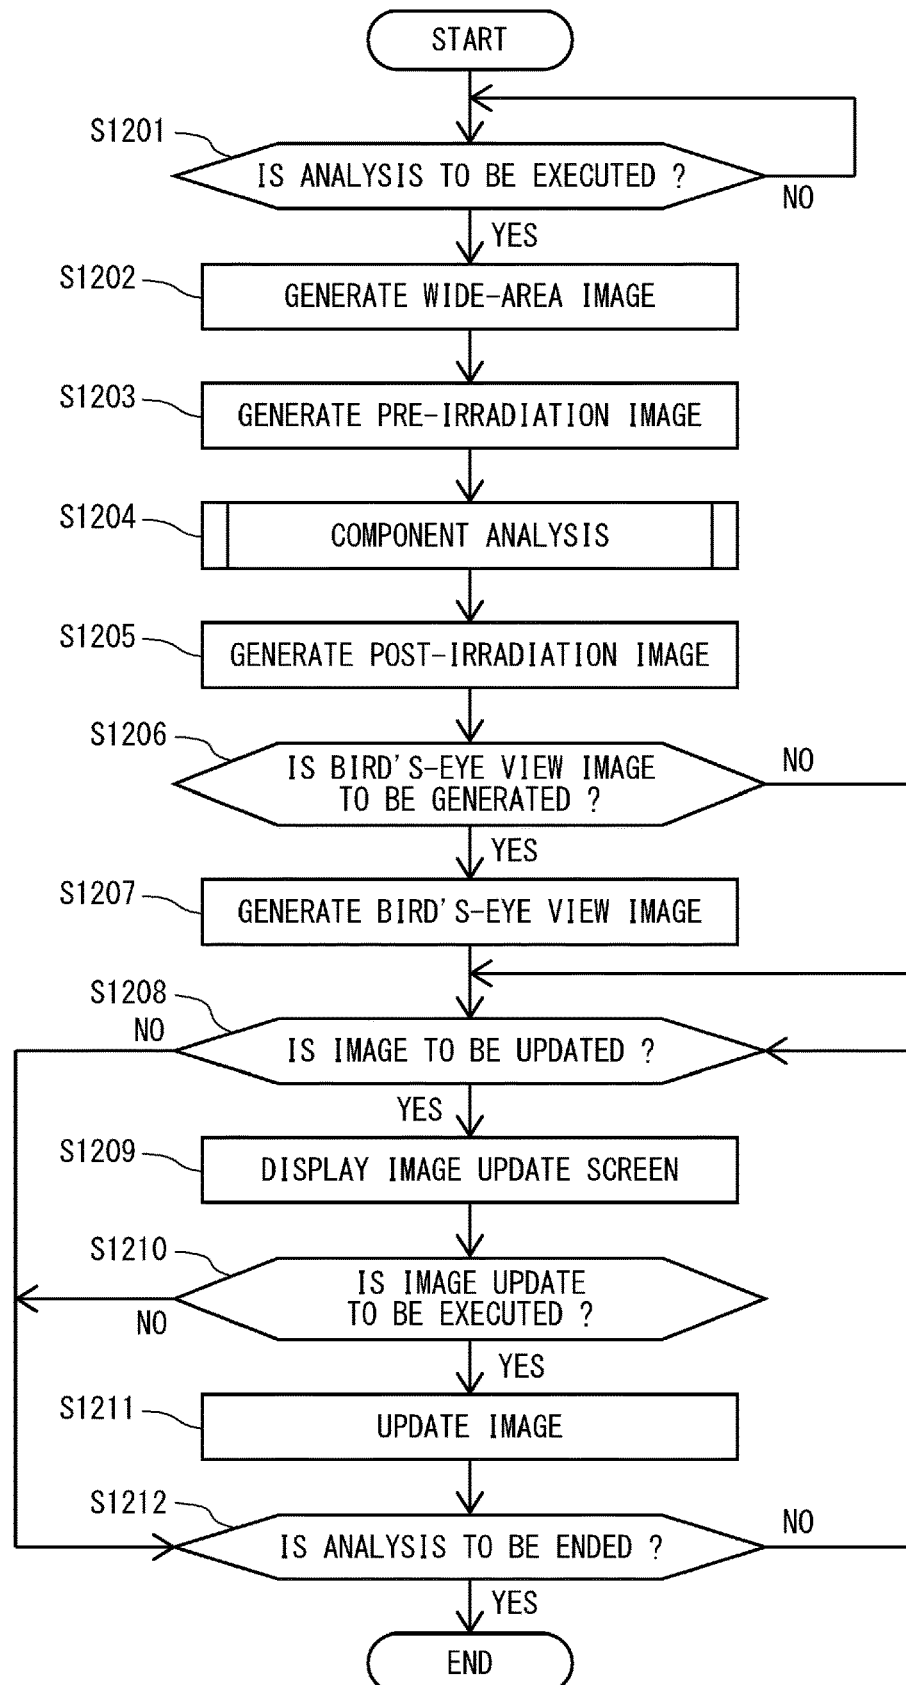 START
S1201
IS ANALYSIS TO BE EXECUTED ?
NO
YES
S1202
GENERATE WIDE-AREA IMAGE
S1203
GENERATE PRE-IRRADIATION IMAGE
S1204
COMPONENT ANALYSIS
S1205
GENERATE POST-IRRADIATION IMAGE
S1206
IS BIRD'S-EYE VIEW IMAGE
TO BE GENERATED ?
NO
YES
S1207
GENERATE BIRD'S-EYE VIEW IMAGE
S1208
NO
IS IMAGE TO BE UPDATED ?
YES
S1209
DISPLAY IMAGE UPDATE SCREEN
S1210
IS IMAGE UPDATE
TO BE EXECUTED ?
NO
YES
S1211
UPDATE IMAGE
S1212
IS ANALYSIS TO BE ENDED ?
NO
YES
END